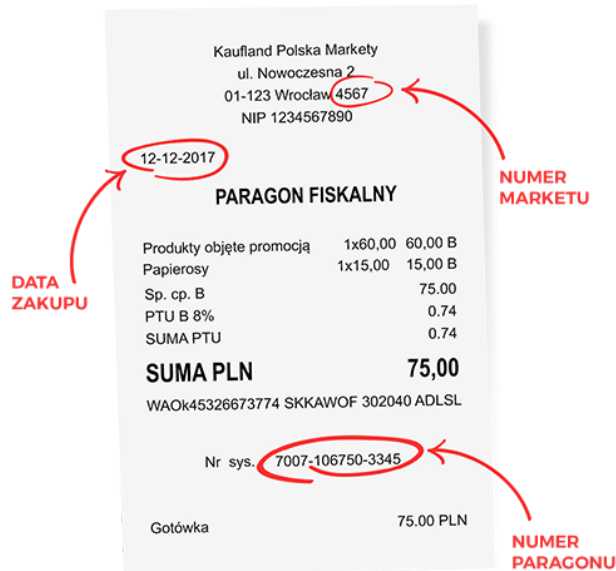 Kaufland Polska Markety
ul. Nowoczesna 2
01-123 Wrocław 4567
NIP 1234567890
NUMER
MARKETU
12-12-2017
DATA
ZAKUPU
PARAGON FISKALNY
Produkty objęte promocją 1x60,00 60,00 B
Papierosy 1x15,00 15,00 B
Sp. cp. B 75.00
PTU B 8% 0.74
SUMA PTU 0.74
SUMA PLN 75,00
WAOk45326673774 SKKAWOF 302040 ADLSL
Nr sys. 7007-106750-3345
Gotówka 75.00 PLN
NUMER
PARAGONU